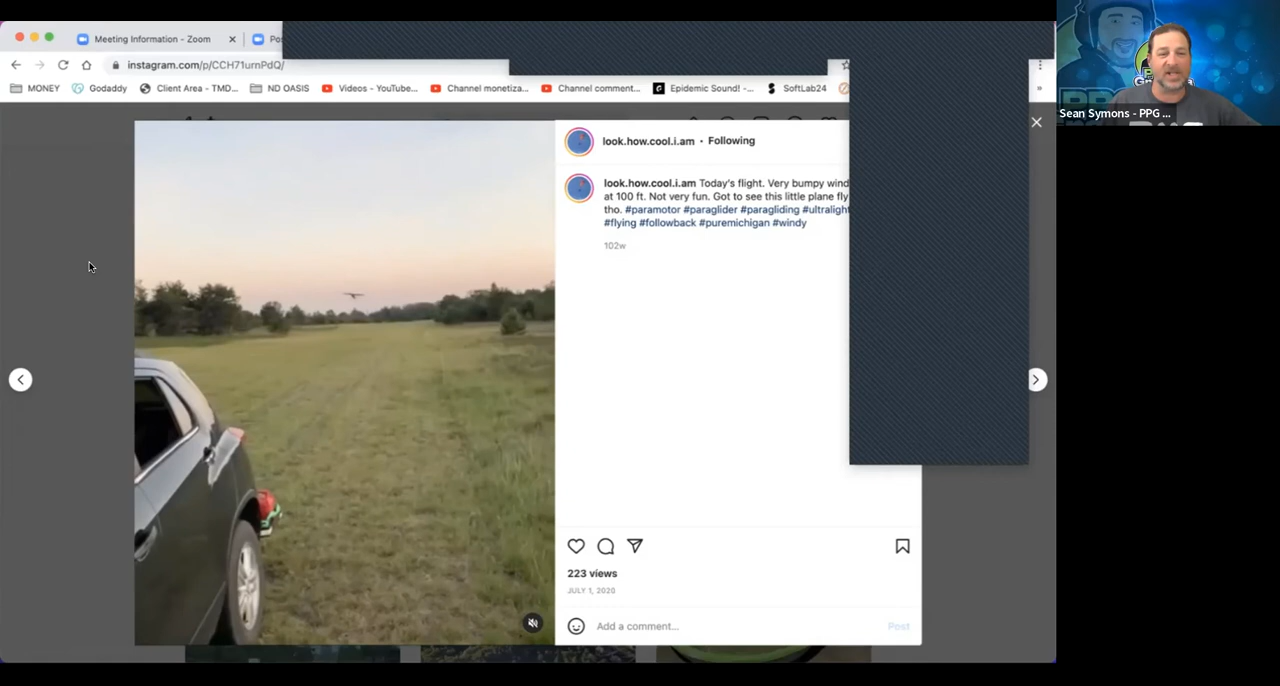 Meeting Information - Zoom
instagram.com/p/CCH71urnPdQ/
MONEY Godaddy Client Area - TMD... ND OASIS Videos - YouTube... Channel monetiza... Channel comment... Epidemic Sound! -... SoftLab24 »
Sean Symons - PPG ...
look.how.cool.i.am • Following
look.how.cool.i.am Today's flight. Very bumpy wind
at 100 ft. Not very fun. Got to see this little plane fly
tho. #paramotor #paraglider #paragliding #ultralight
#flying #followback #puremichigan #windy
102w
223 views
JULY 1, 2020
Add a comment... Post